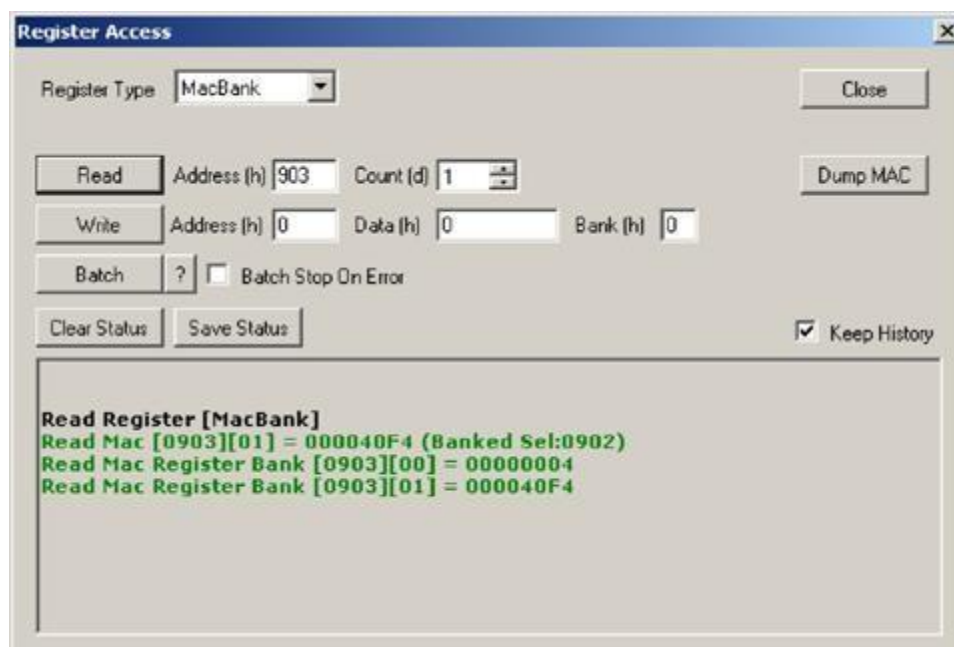 Register Access
Register Type MacBank Close
Read Address (h) 903 Count (d) 1 Dump MAC
Write Address (h) 0 Data (h) 0 Bank (h) 0
Batch ? Batch Stop On Error
Clear Status Save Status Keep History
Read Register [MacBank]
Read Mac [0903][01] = 000040F4 (Banked Sel:0902)
Read Mac Register Bank [0903][00] = 00000004
Read Mac Register Bank [0903][01] = 000040F4